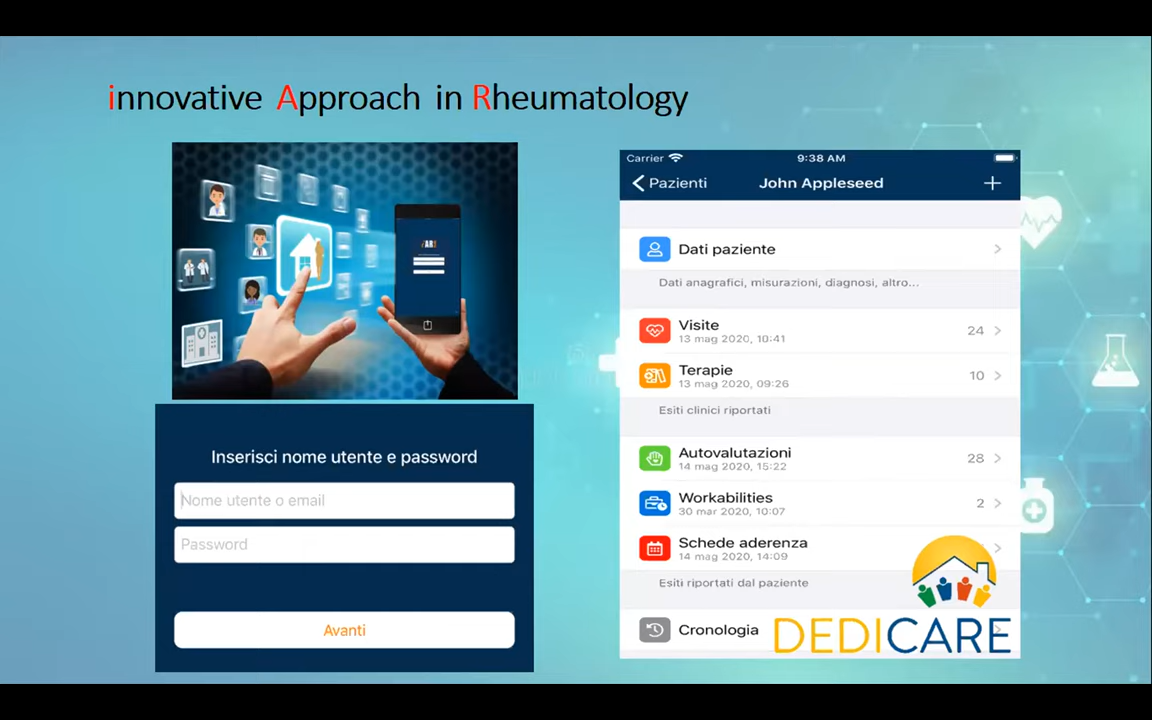 innovative Approach in Rheumatology
iAR
Inserisci nome utente e password
Nome utente o email
Password
Avanti
Carrier 9:38 AM
Pazienti John Appleseed +
Dati paziente
Dati anagrafici, misurazioni, diagnosi, altro...
Visite 24
13 mag 2020, 10:41
Terapie 10
13 mag 2020, 09:26
Esiti clinici riportati
Autovalutazioni 28
14 mag 2020, 15:22
Workabilities 2
30 mar 2020, 10:07
Schede aderenza
14 mag 2020, 14:09
Esiti riportati dal paziente
Cronologia
DEDICARE